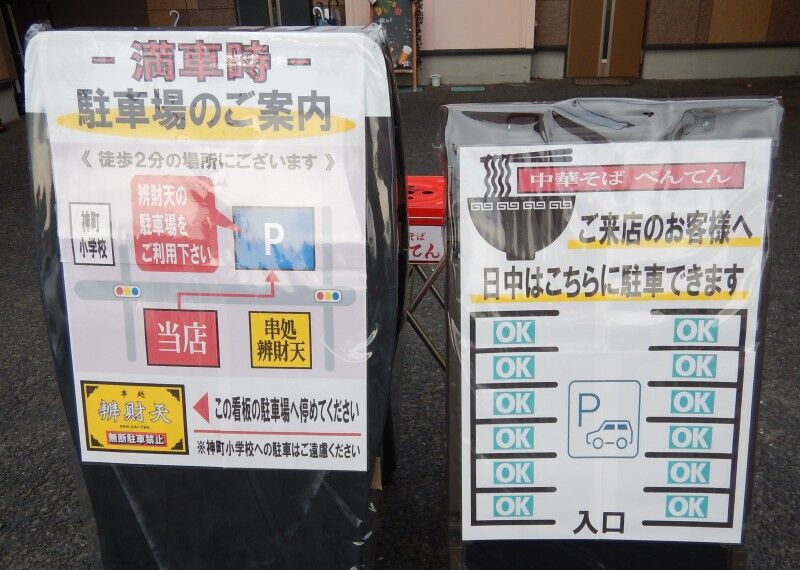 － 満車時 －
駐車場のご案内
《 徒歩2分の場所にございます 》
神町
小学校
辨財天の
駐車場を
ご利用下さい
P
当店
串処
辨財天
串処
辨財天
BEN-ZAI-TEN.
無断駐車禁止
この看板の駐車場へ停めてください
※神町小学校への駐車はご遠慮ください
そば
てん
中華そば べんてん
ご来店のお客様へ
日中はこちらに駐車できます
OK OK
OK OK
OK OK
OK OK
OK OK
OK OK
P
入口